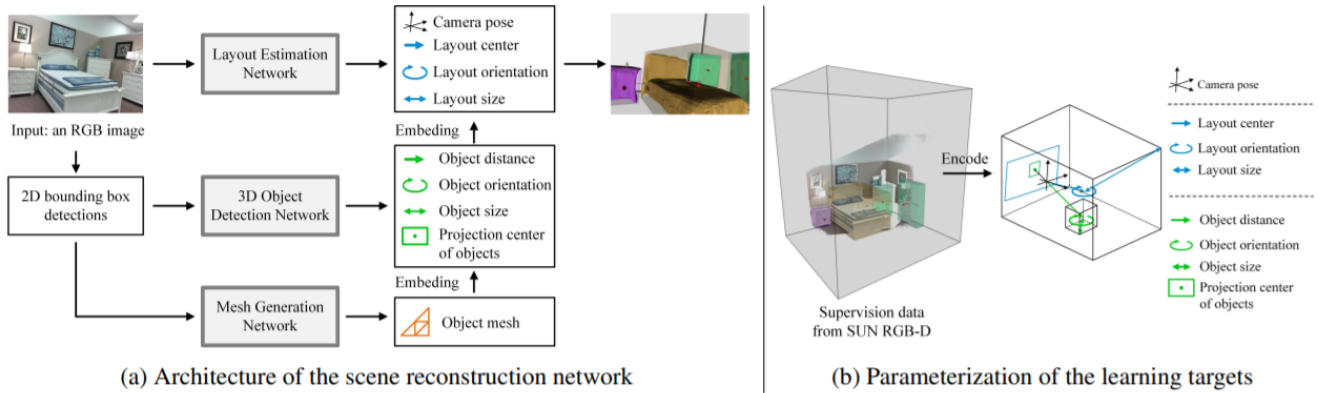 Input: an RGB image
2D bounding box
detections
Layout Estimation
Network
3D Object
Detection Network
Mesh Generation
Network
Camera pose
Layout center
Layout orientation
Layout size
Embeding
Object distance
Object orientation
Object size
Projection center
of objects
Embeding
Object mesh
(a) Architecture of the scene reconstruction network
Supervision data
from SUN RGB-D
Encode
Camera pose
Layout center
Layout orientation
Layout size
Object distance
Object orientation
Object size
Projection center
of objects
(b) Parameterization of the learning targets